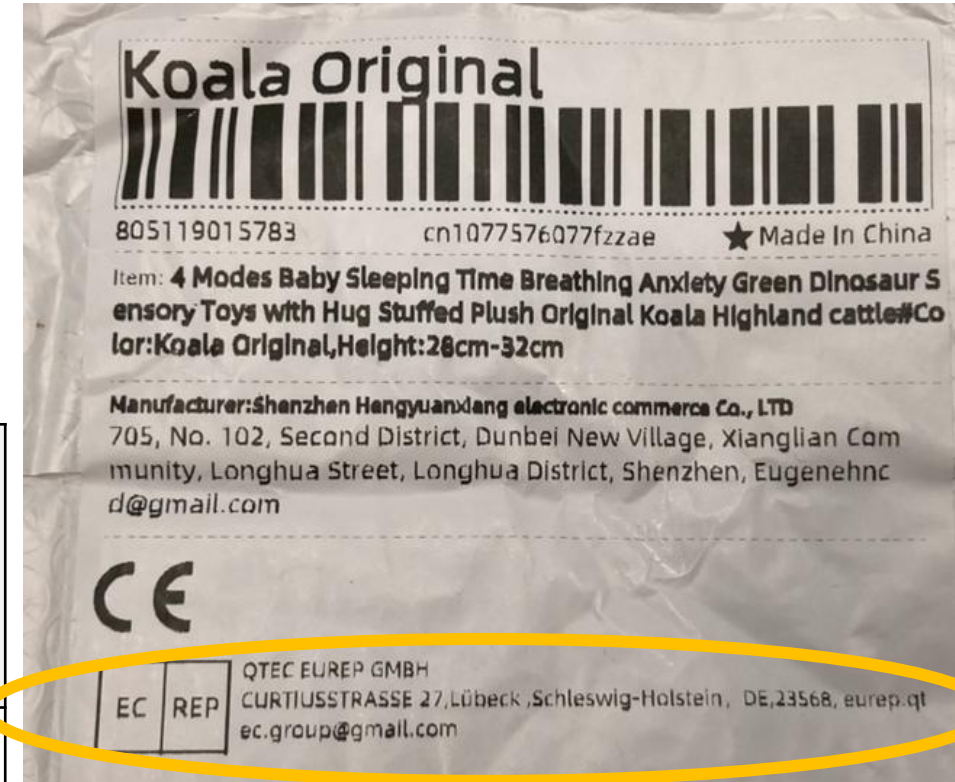 Koala Original
805119015783 cn1077576077fzzae ★ Made In China
Item: 4 Modes Baby Sleeping Time Breathing Anxiety Green Dinosaur S
ensory Toys with Hug Stuffed Plush Original Koala Highland cattle#Co
lor:Koala Original,Height:28cm-32cm
Manufacturer:Shenzhen Hengyuanxiang electronic commerce Co., LTD
705, No. 102, Second District, Dunbei New Village, Xianglian Com
munity, Longhua Street, Longhua District, Shenzhen, Eugenehnc
d@gmail.com
CE
EC REP
QTEC EUREP GMBH
CURTIUSSTRASSE 27,Lübeck ,Schleswig-Holstein, DE,23568, eurep.qt
ec.group@gmail.com